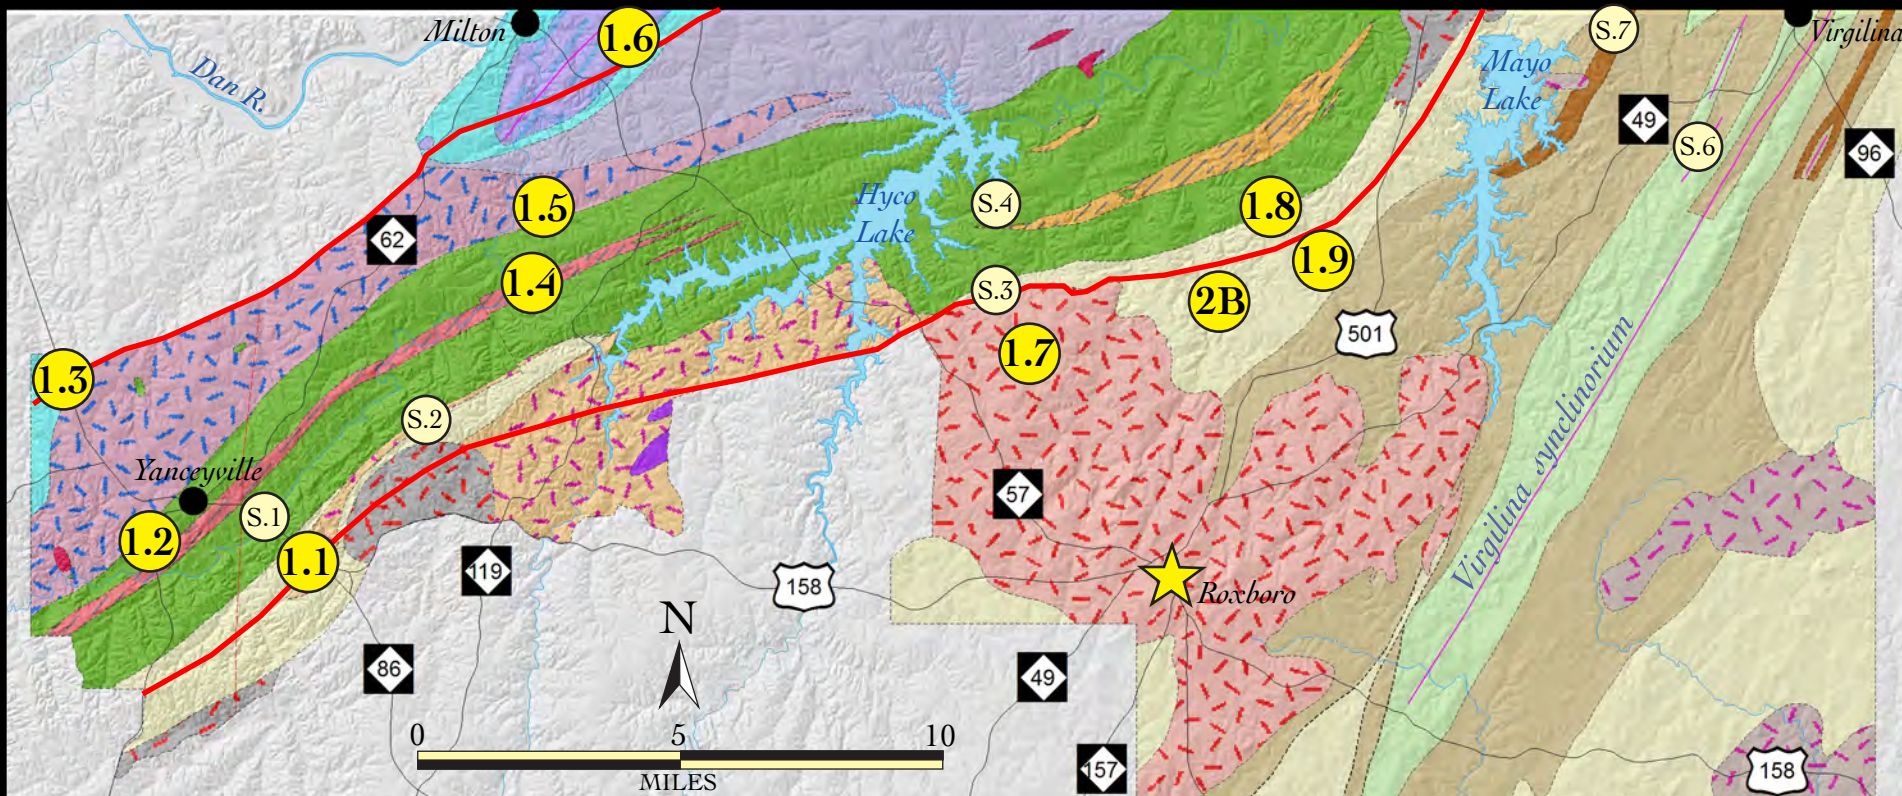 Milton
1.6
S.7
Virgilina
Dan R.
Mayo
Lake
49
S.6
96
62
1.5
Hyco
Lake
S.4
1.8
1.4
1.9
S.3
2B
501
1.3
1.7
S.2
Virgilina synclinorium
Yanceyville
57
S.1
1.2
1.1
119
158
Roxboro
N
86
49
0
5
10
MILES
157
158